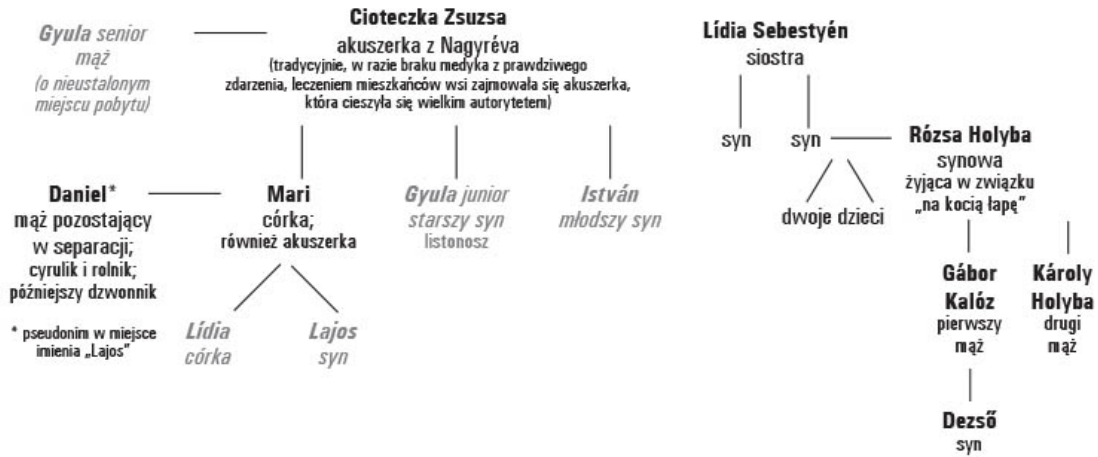 Gyula senior
mąż
(o nieustalonym
miejscu pobytu)
Cioteczka Zsuzsa
akuszerka z Nagyréva
(tradycyjnie, w razie braku medyka z prawdziwego
zdarzenia, leczeniem mieszkańców wsi zajmowała się akuszerka,
która cieszyła się wielkim autorytetem)
Daniel*
mąż pozostający
w separacji;
cyrulik i rolnik;
późniejszy dzwonnik
* pseudonim w miejsce
imienia „Lajos”
Mari
córka;
również akuszerka
Gyula junior
starszy syn
listonosz
István
młodszy syn
Lídia
córka
Lajos
syn
Lídia Sebestyén
siostra
syn
syn
dwoje dzieci
Rózsa Holyba
synowa
żyjąca w związku
„na kocią łapę”
Gábor
Kalóz
pierwszy
mąż
Károly
Holyba
drugi
mąż
Dezső
syn